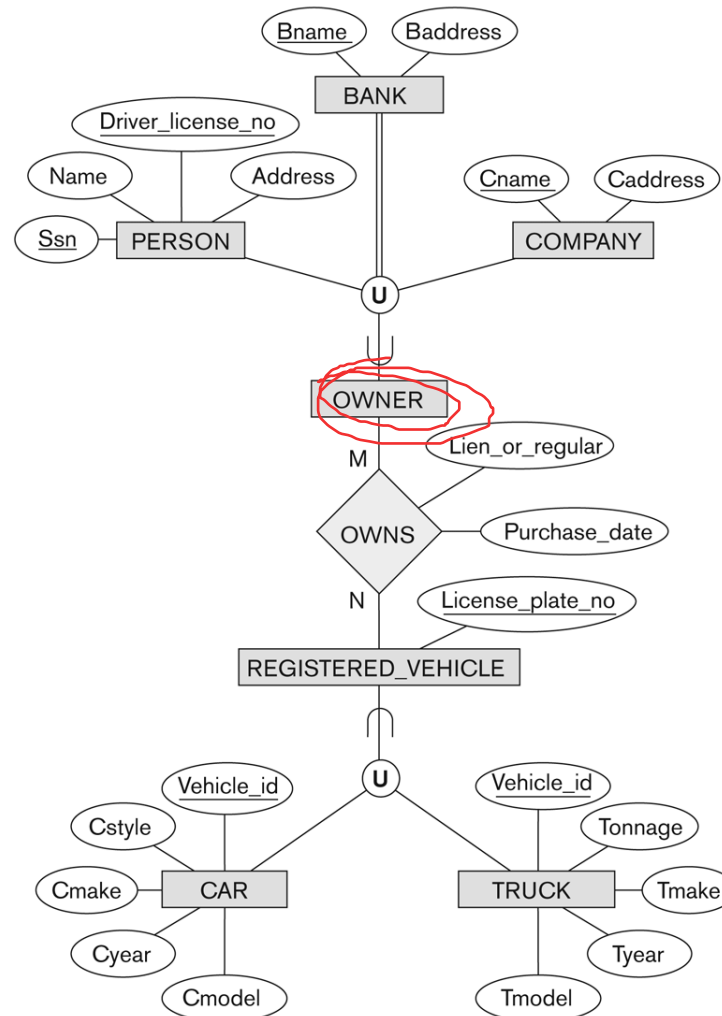 Bname
Baddress
BANK
Driver_license_no
Name
Address
Cname
Caddress
Ssn
PERSON
COMPANY
U
OWNER
M
Lien_or_regular
OWNS
Purchase_date
N
License_plate_no
REGISTERED_VEHICLE
U
Vehicle_id
Vehicle_id
Cstyle
Tonnage
Cmake
CAR
TRUCK
Tmake
Cyear
Tyear
Cmodel
Tmodel